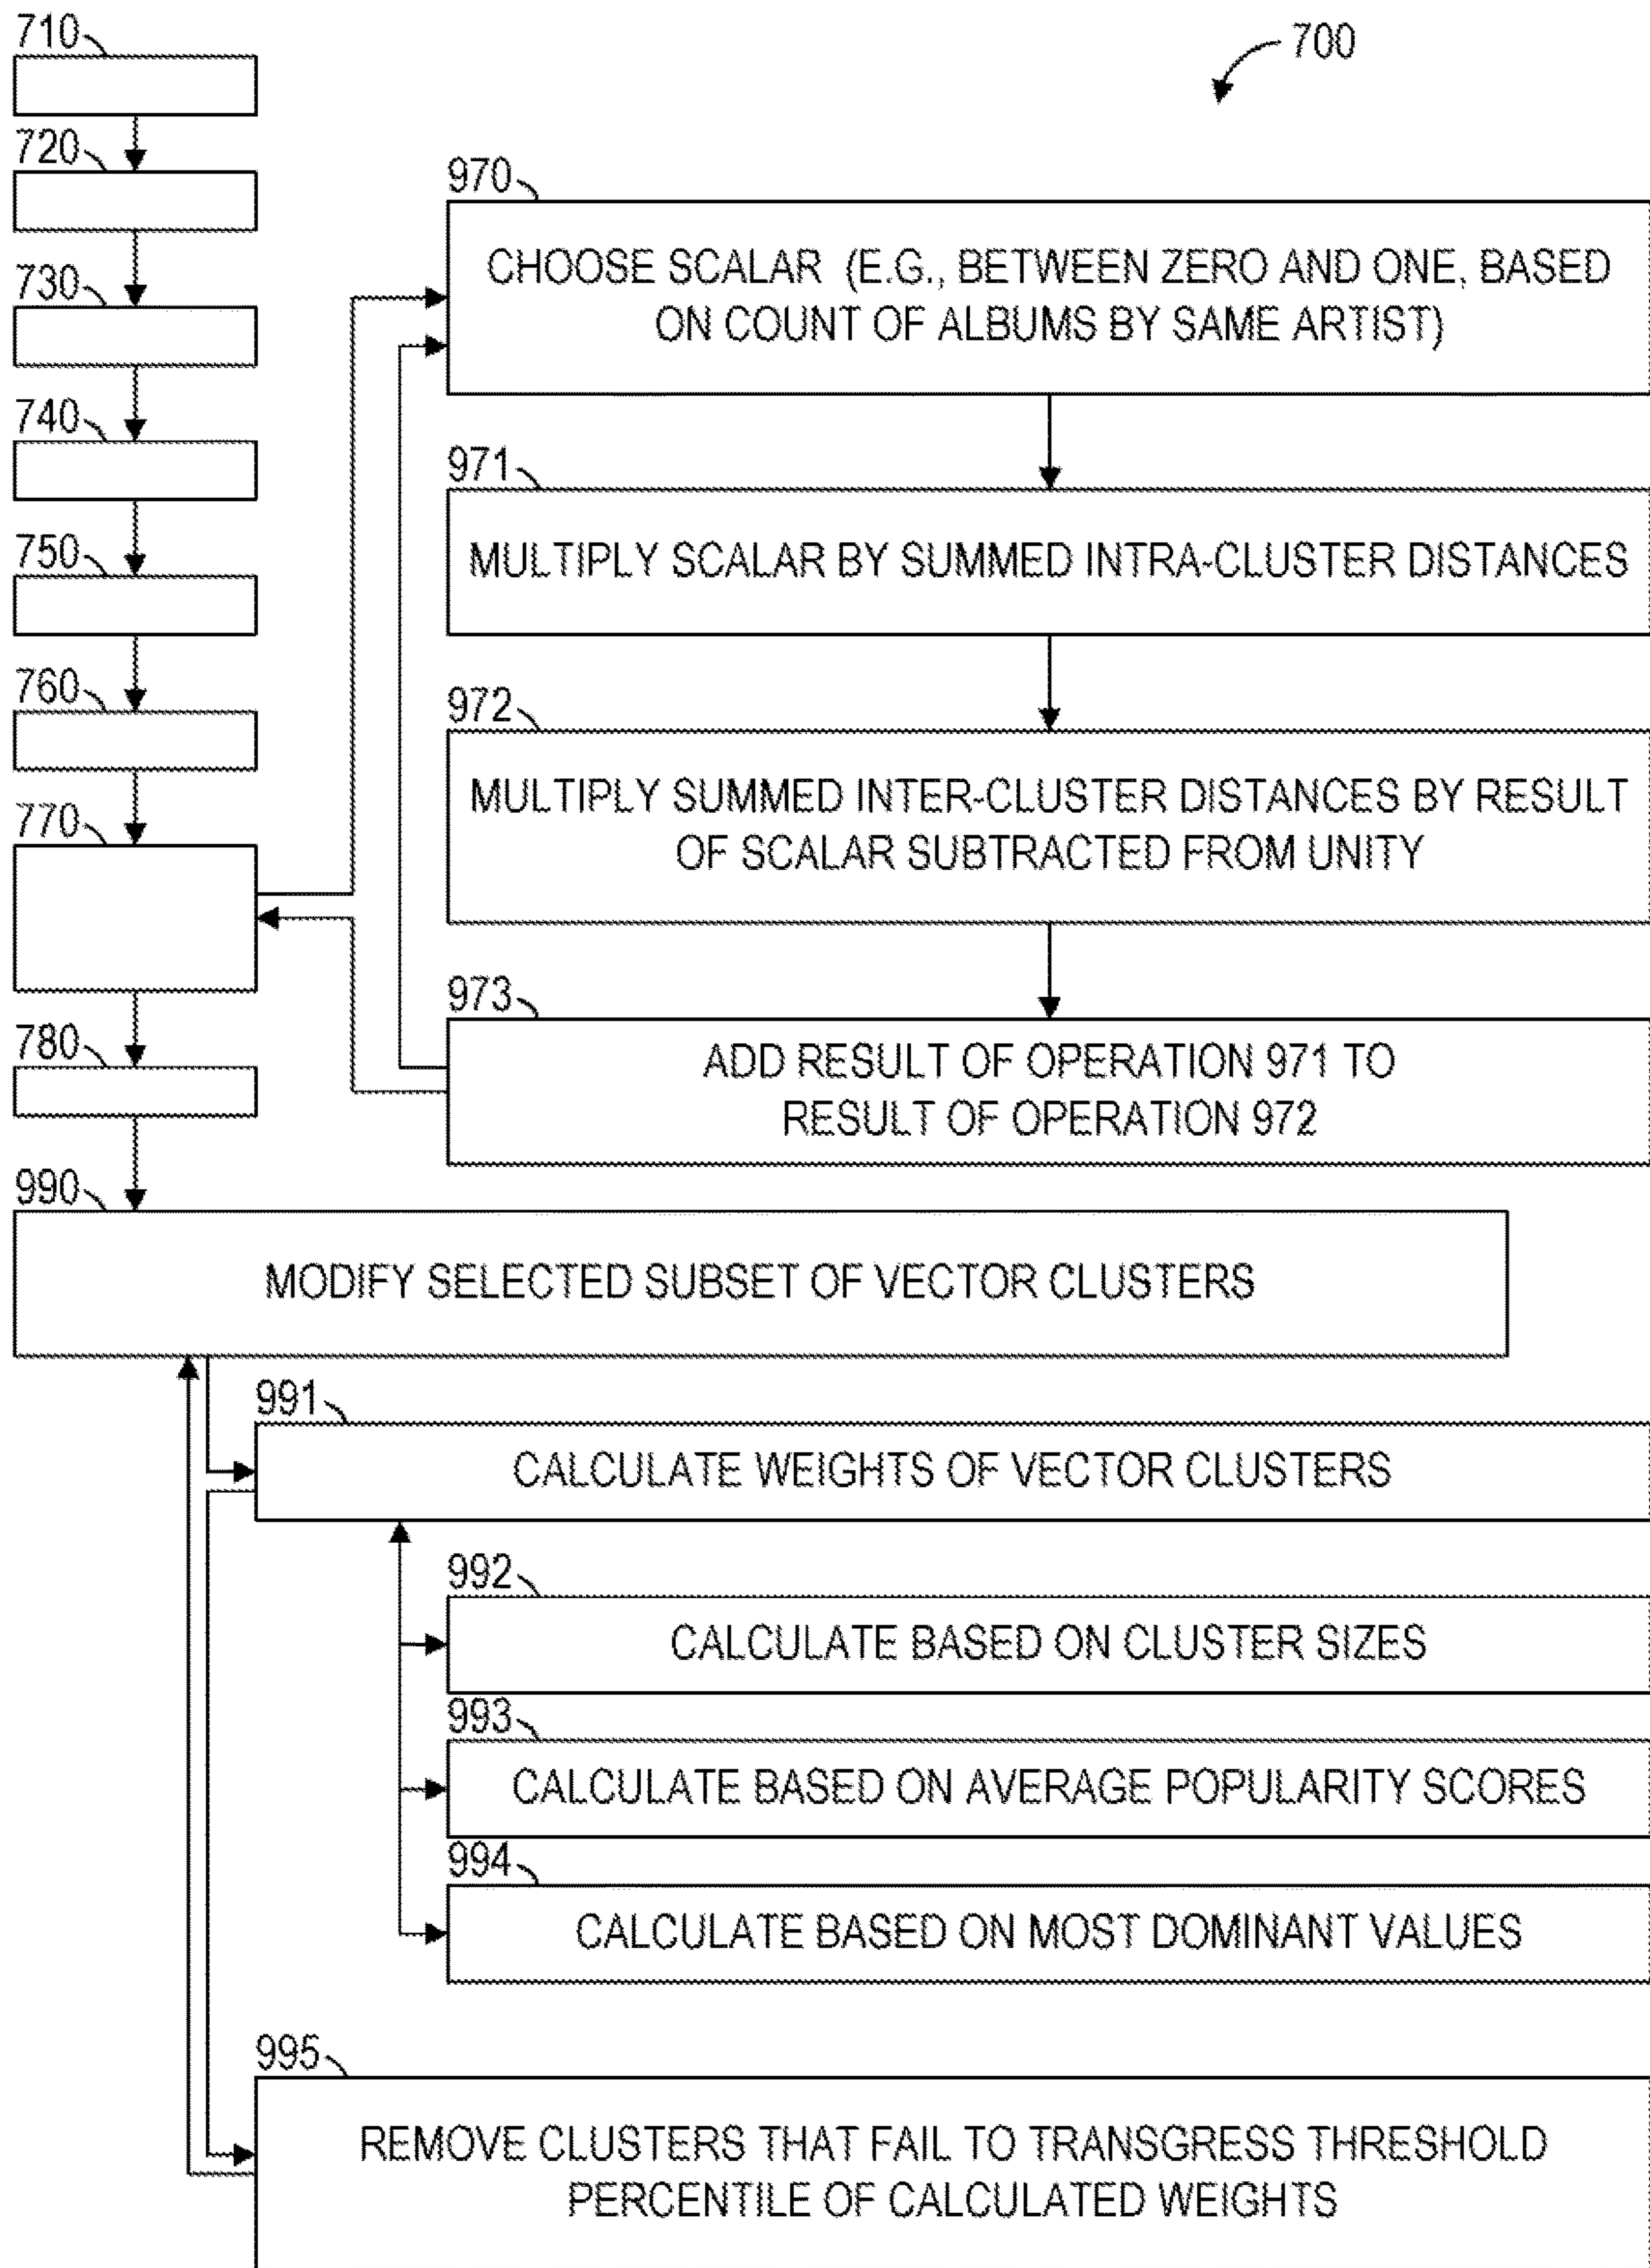 710
700
720
970
CHOOSE SCALAR (E.G., BETWEEN ZERO AND ONE, BASED
ON COUNT OF ALBUMS BY SAME ARTIST)
730
740
971
MULTIPLY SCALAR BY SUMMED INTRA-CLUSTER DISTANCES
750
760
972
MULTIPLY SUMMED INTER-CLUSTER DISTANCES BY RESULT
OF SCALAR SUBTRACTED FROM UNITY
770
973
ADD RESULT OF OPERATION 971 TO
RESULT OF OPERATION 972
780
990
MODIFY SELECTED SUBSET OF VECTOR CLUSTERS
991
CALCULATE WEIGHTS OF VECTOR CLUSTERS
992
CALCULATE BASED ON CLUSTER SIZES
993
CALCULATE BASED ON AVERAGE POPULARITY SCORES
994
CALCULATE BASED ON MOST DOMINANT VALUES
995
REMOVE CLUSTERS THAT FAIL TO TRANSGRESS THRESHOLD
PERCENTILE OF CALCULATED WEIGHTS